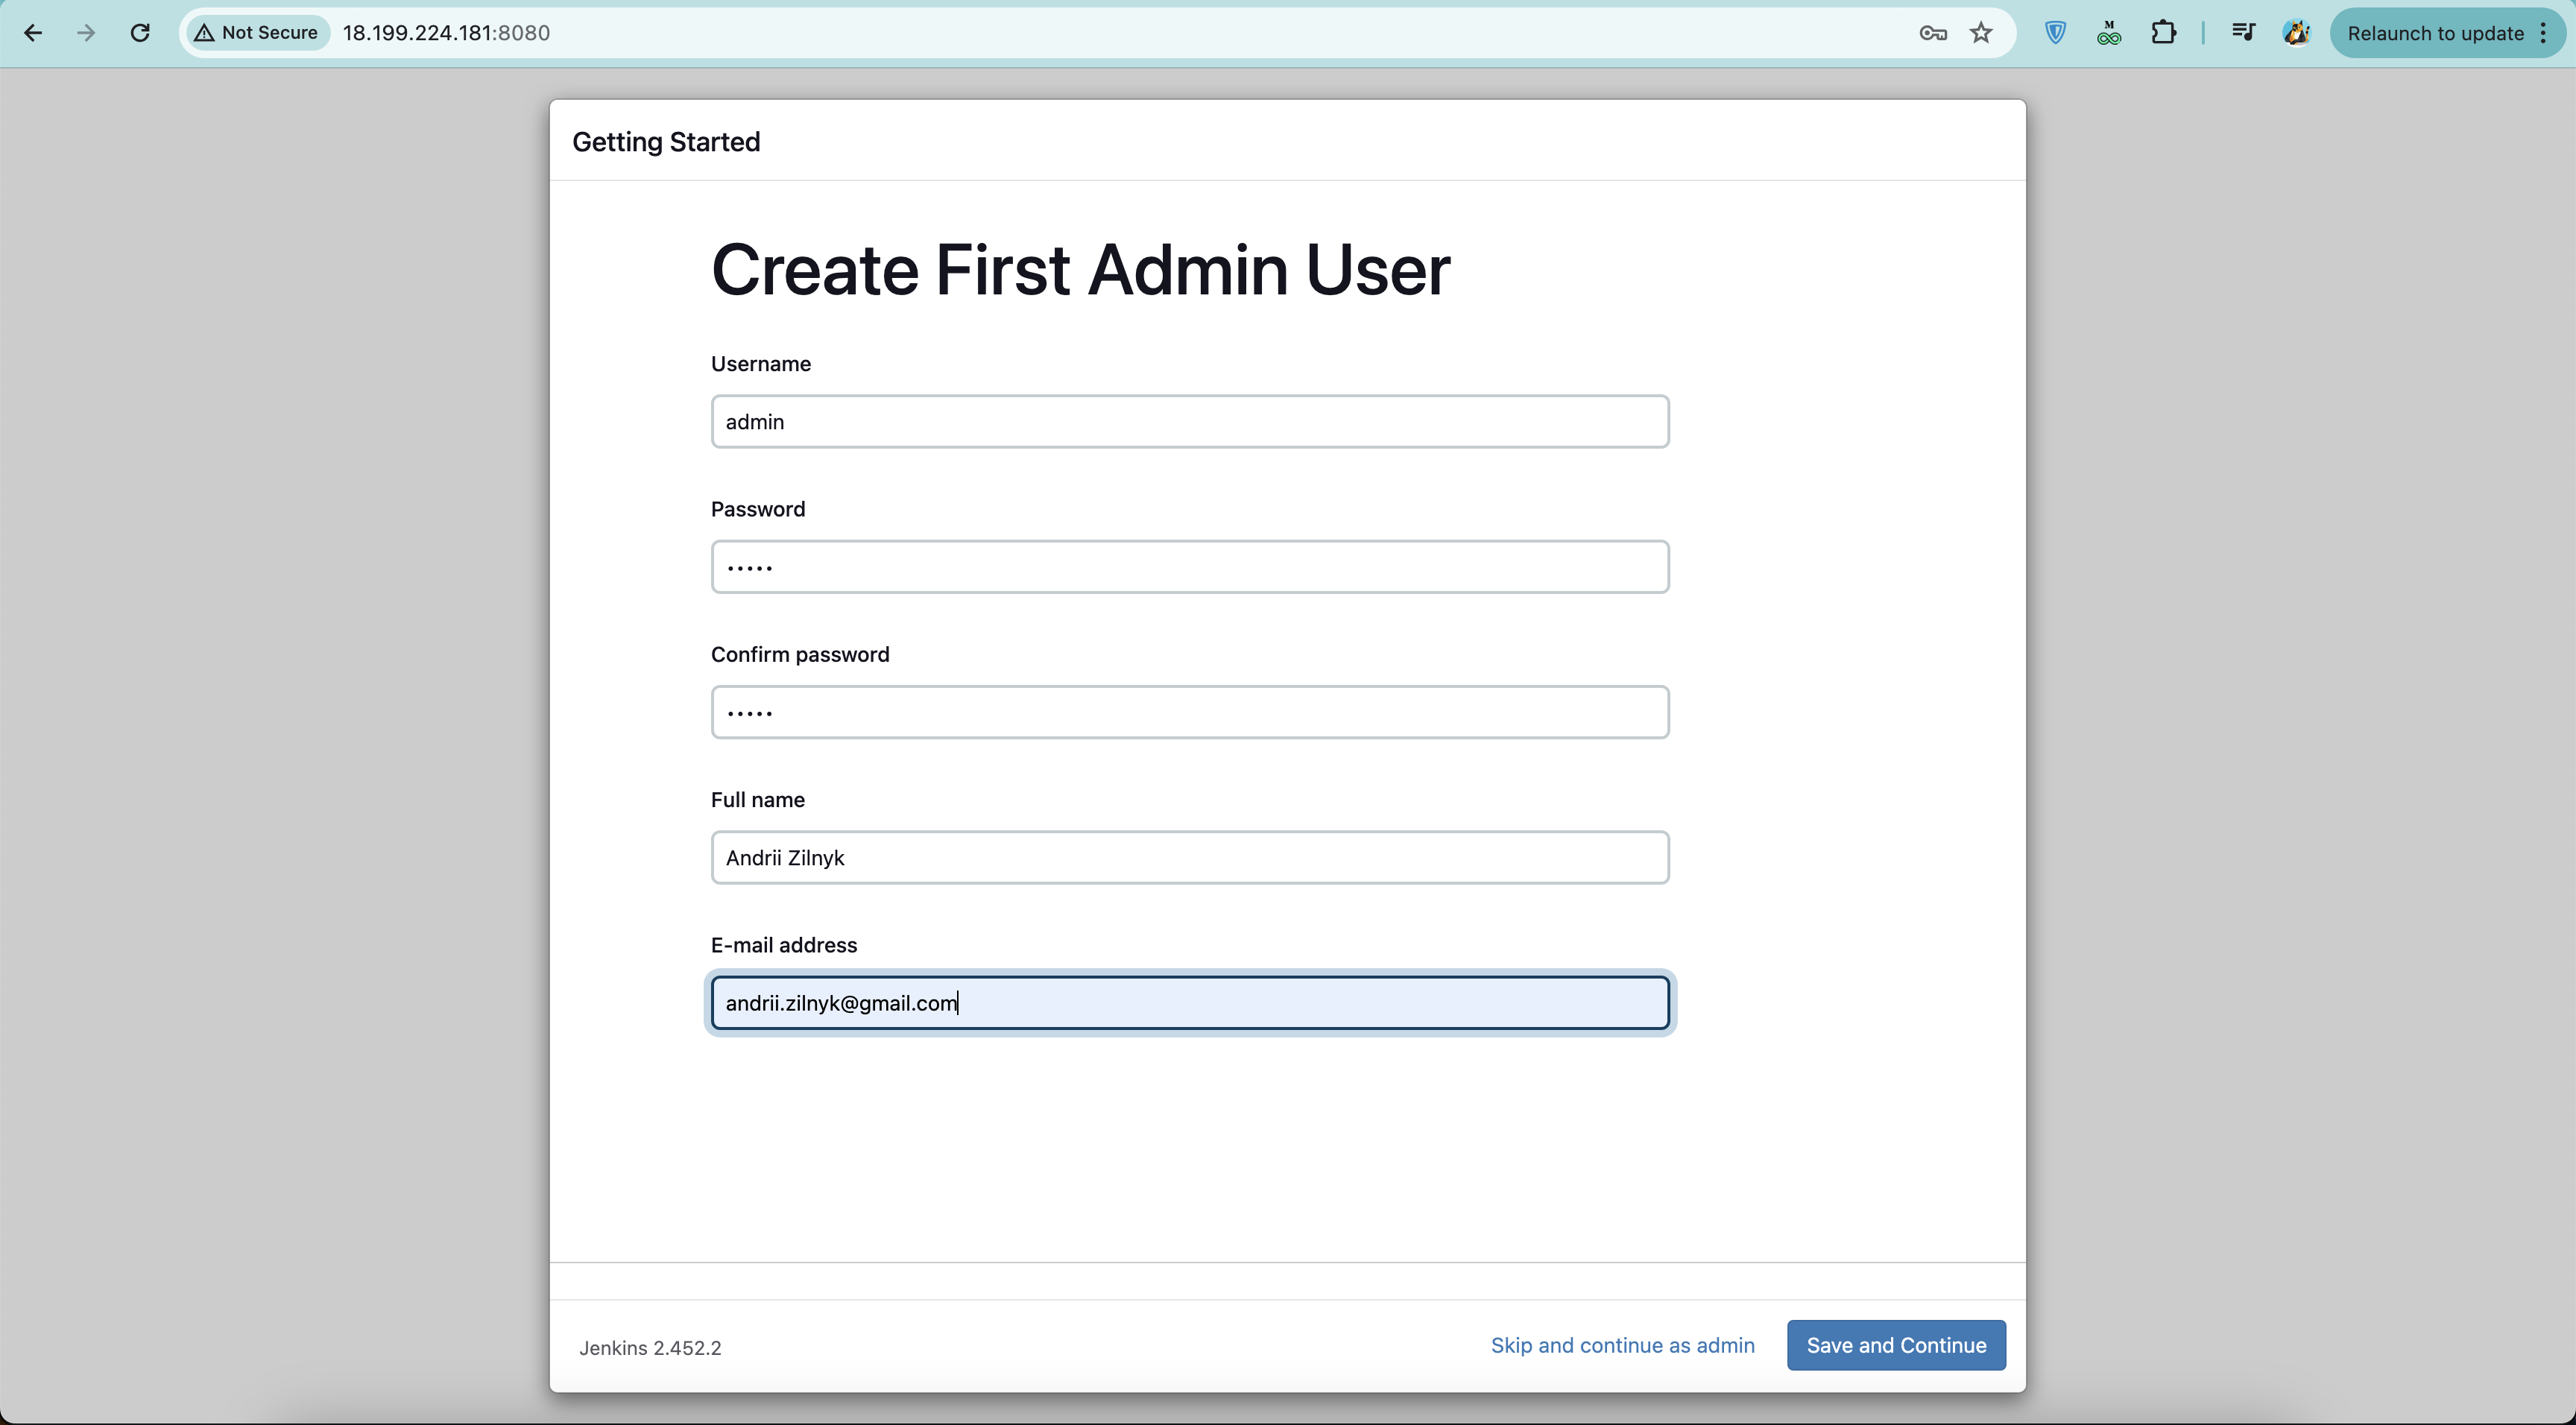 Not Secure 18.199.224.181:8080 M Relaunch to update
Getting Started
Create First Admin User
Username
admin
Password
•••••
Confirm password
•••••
Full name
Andrii Zilnyk
E-mail address
andrii.zilnyk@gmail.com
Jenkins 2.452.2 Skip and continue as admin Save and Continue